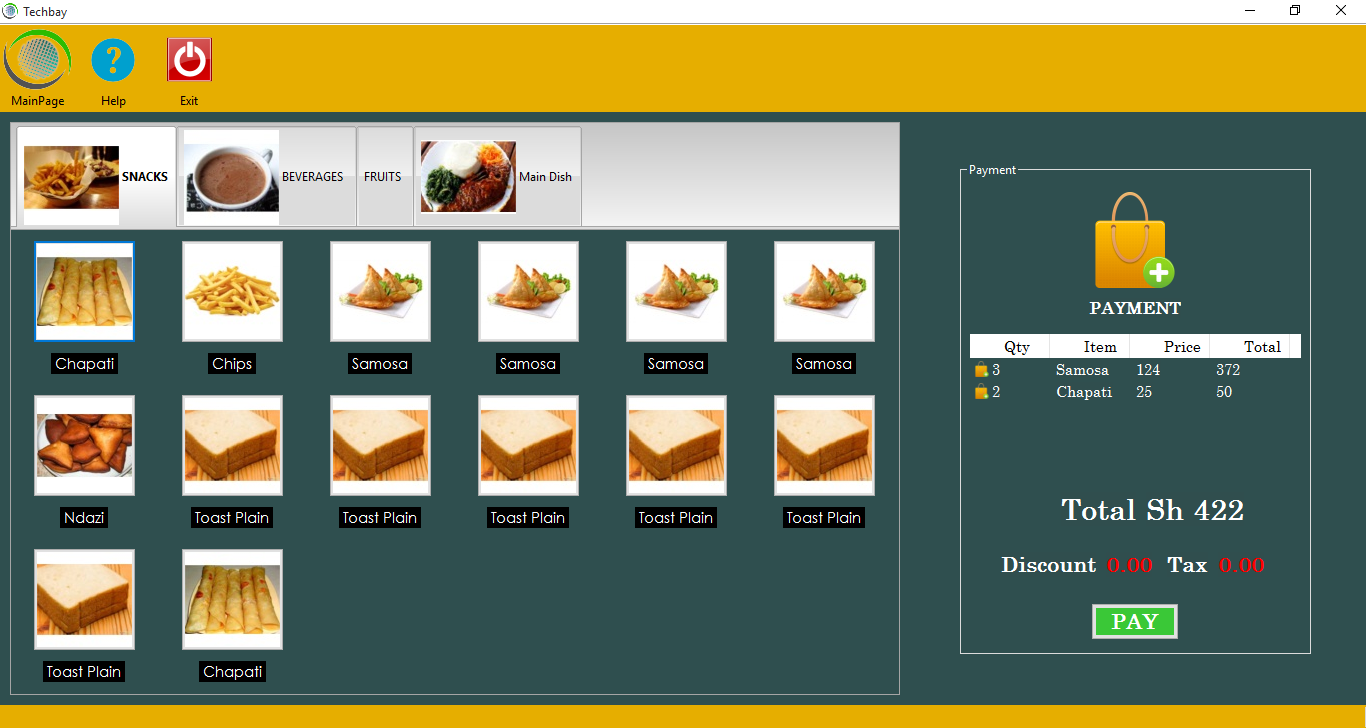 Techbay
MainPage Help Exit
SNACKS BEVERAGES FRUITS Main Dish
Chapati Chips Samosa Samosa Samosa Samosa
Ndazi Toast Plain Toast Plain Toast Plain Toast Plain Toast Plain
Toast Plain Chapati
Payment
PAYMENT
Qty Item Price Total
3 Samosa 124 372
2 Chapati 25 50
Total Sh 422
Discount 0.00 Tax 0.00
PAY